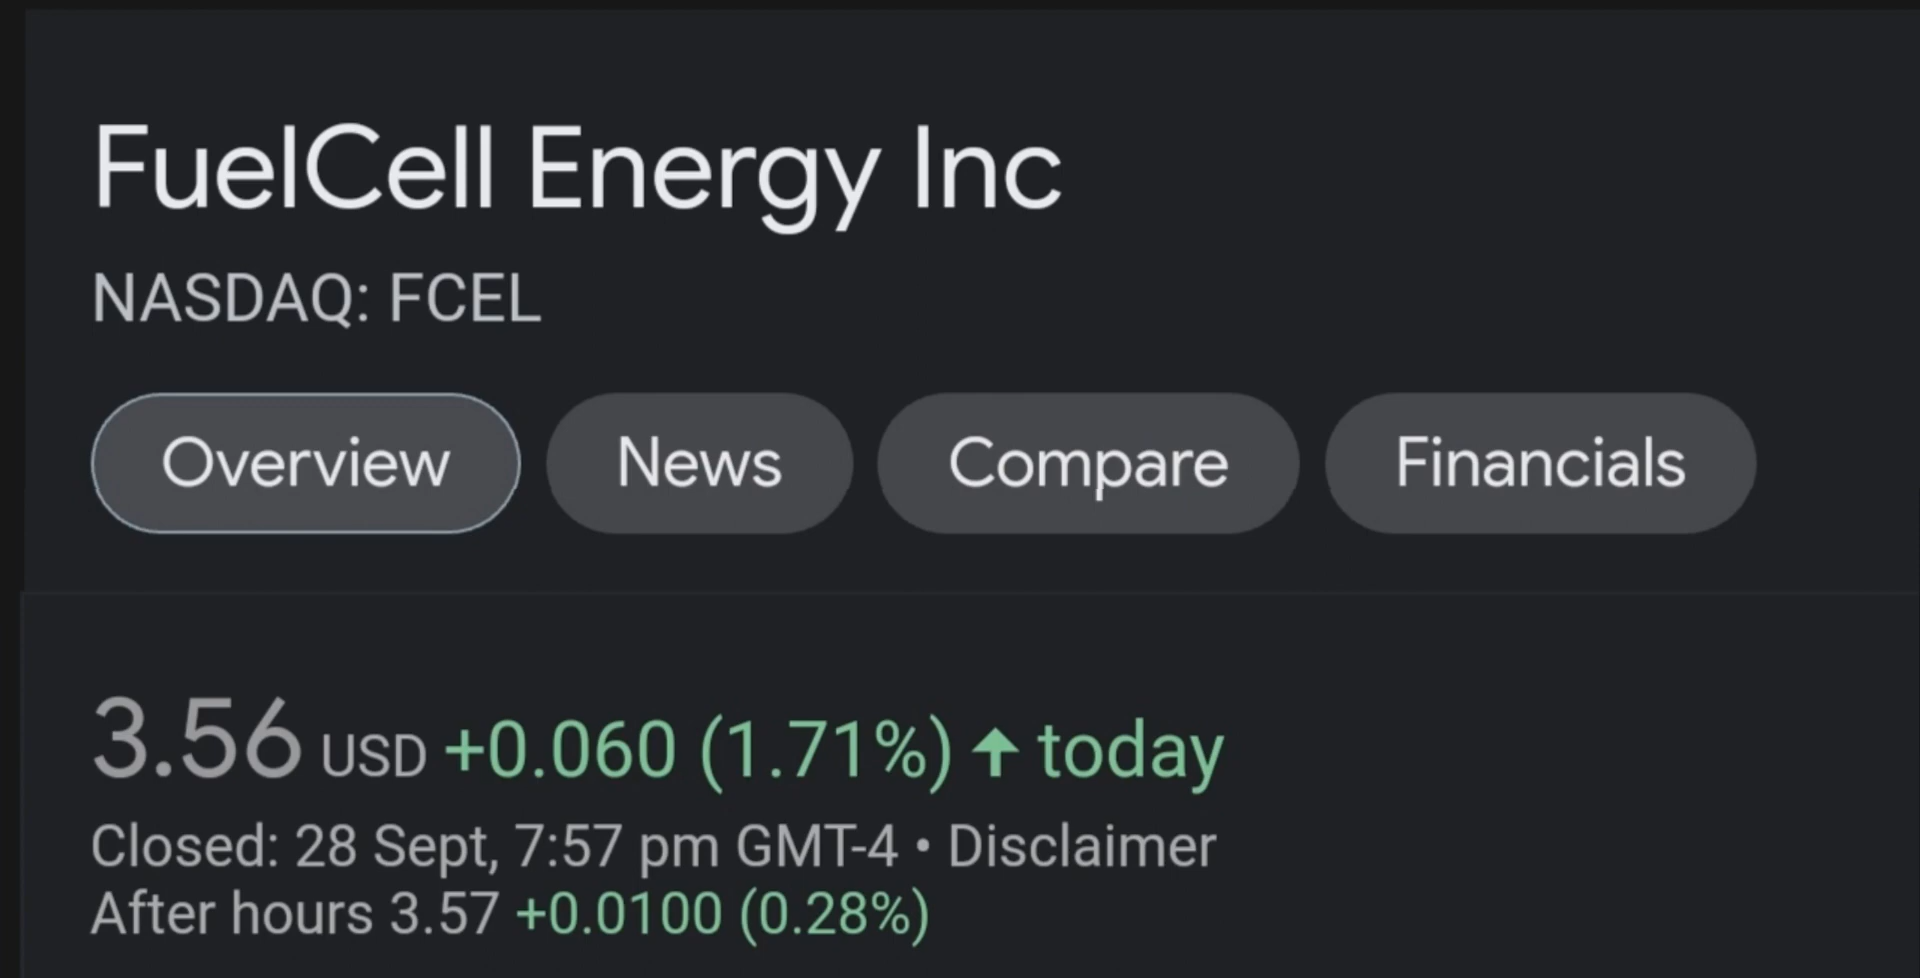 FuelCell Energy Inc
NASDAQ: FCEL
Overview News Compare Financials
3.56 USD +0.060 (1.71%) ↑ today
Closed: 28 Sept, 7:57 pm GMT-4 • Disclaimer
After hours 3.57 +0.0100 (0.28%)